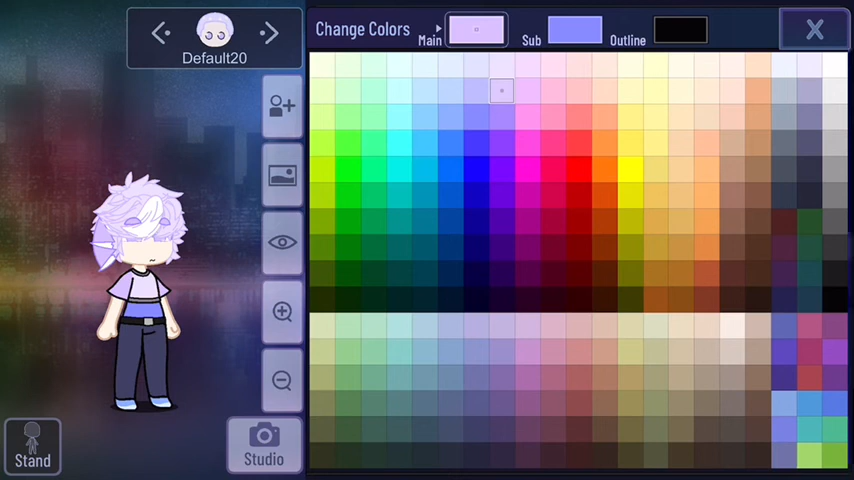 Default20
Stand
Studio
Change Colors
Main
Sub
Outline
X